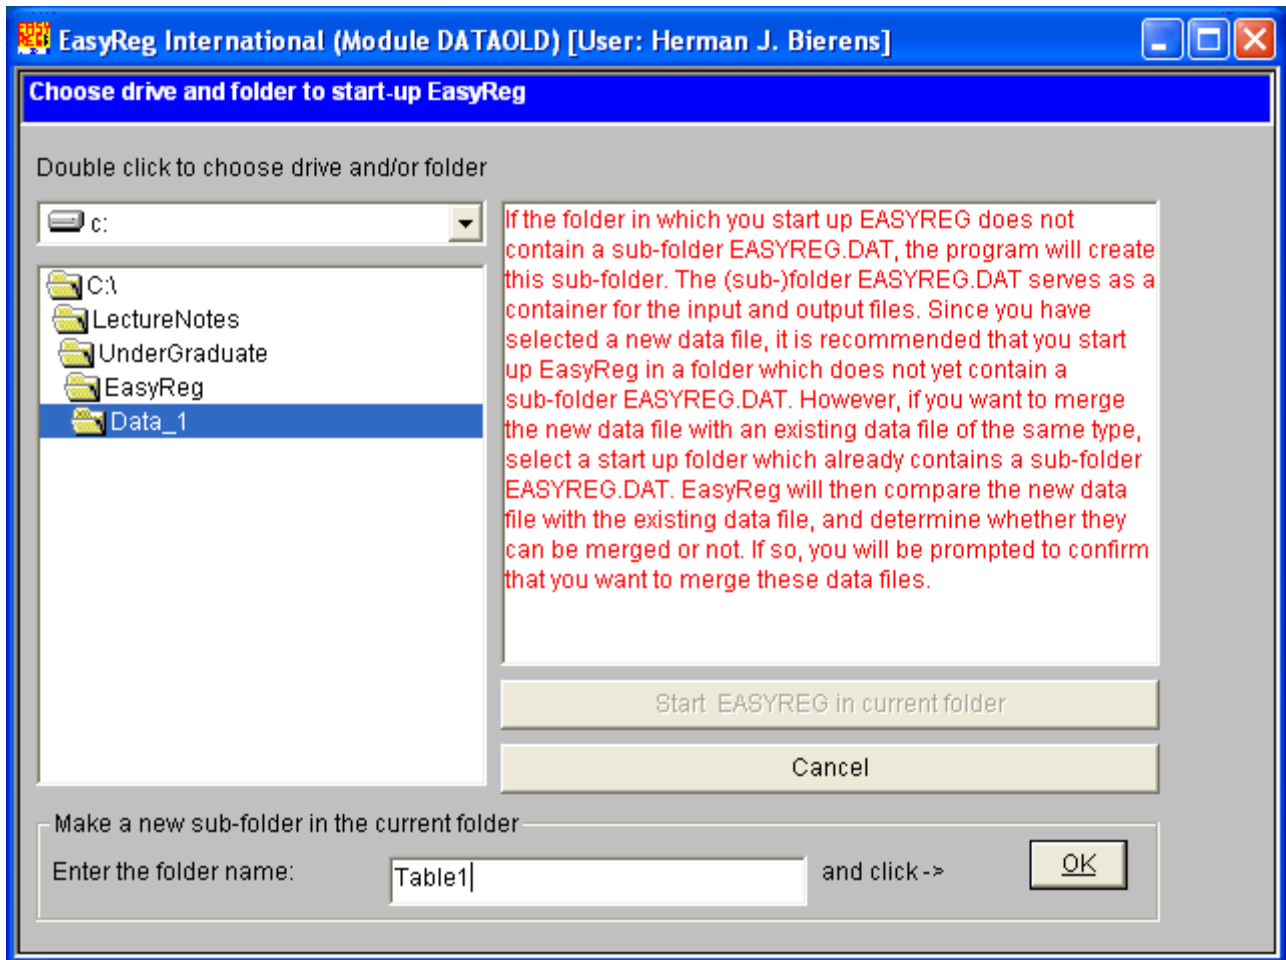 EasyReg International (Module DATAOLD) [User: Herman J. Bierens]
Choose drive and folder to start-up EasyReg
Double click to choose drive and/or folder
c:
C:\
LectureNotes
UnderGraduate
EasyReg
Data_1
If the folder in which you start up EASYREG does not
contain a sub-folder EASYREG.DAT, the program will create
this sub-folder. The (sub-)folder EASYREG.DAT serves as a
container for the input and output files. Since you have
selected a new data file, it is recommended that you start
up EasyReg in a folder which does not yet contain a
sub-folder EASYREG.DAT. However, if you want to merge
the new data file with an existing data file of the same type,
select a start up folder which already contains a sub-folder
EASYREG.DAT. EasyReg will then compare the new data
file with the existing data file, and determine whether they
can be merged or not. If so, you will be prompted to confirm
that you want to merge these data files.
Start EASYREG in current folder
Cancel
Make a new sub-folder in the current folder
Enter the folder name: Table1 and click -> OK